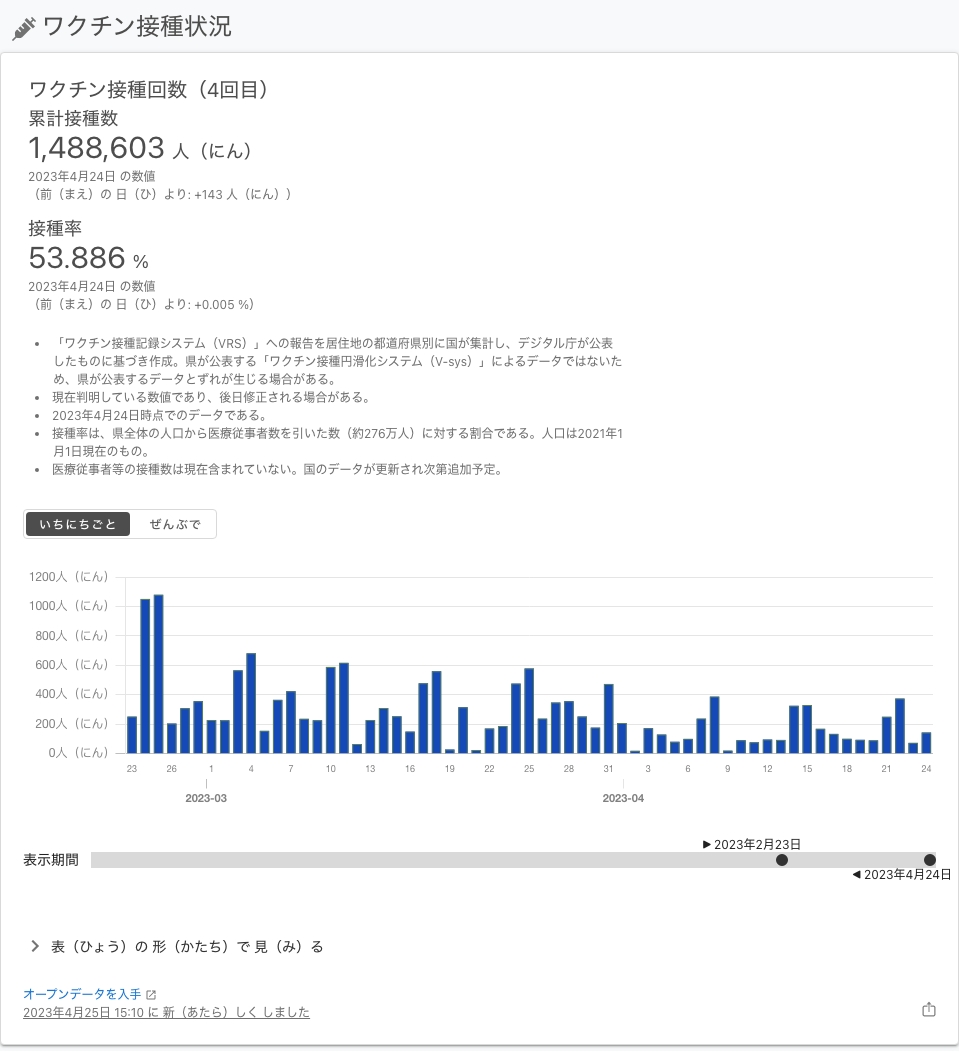 ワクチン接種状況
ワクチン接種回数（4回目）
累計接種数
1,488,603 人（にん）
2023年4月24日 の数値
（前（まえ）の 日（ひ）より: +143 人（にん））
接種率
53.886 %
2023年4月24日 の数値
（前（まえ）の 日（ひ）より: +0.005 %）
• 「ワクチン接種記録システム（VRS）」への報告を居住地の都道府県別に国が集計し、デジタル庁が公表
したものに基づき作成。県が公表する「ワクチン接種円滑化システム（V-sys）」によるデータではないた
め、県が公表するデータとずれが生じる場合がある。
• 現在判明している数値であり、後日修正される場合がある。
• 2023年4月24日時点でのデータである。
• 接種率は、県全体の人口から医療従事者数を引いた数（約276万人）に対する割合である。人口は2021年1
月1日現在のもの。
• 医療従事者等の接種数は現在含まれていない。国のデータが更新され次第追加予定。
いちにちごと ぜんぶで
1200人（にん）
1000人（にん）
800人（にん）
600人（にん）
400人（にん）
200人（にん）
0人（にん）
23 26 1 4 7 10 13 16 19 22 25 28 31 3 6 9 12 15 18 21 24
2023-03 2023-04
▶ 2023年2月23日
表示期間
◀ 2023年4月24日
表（ひょう）の 形（かたち）で 見（み）る
オープンデータを入手
2023年4月25日 15:10 に 新（あたら）しく しました